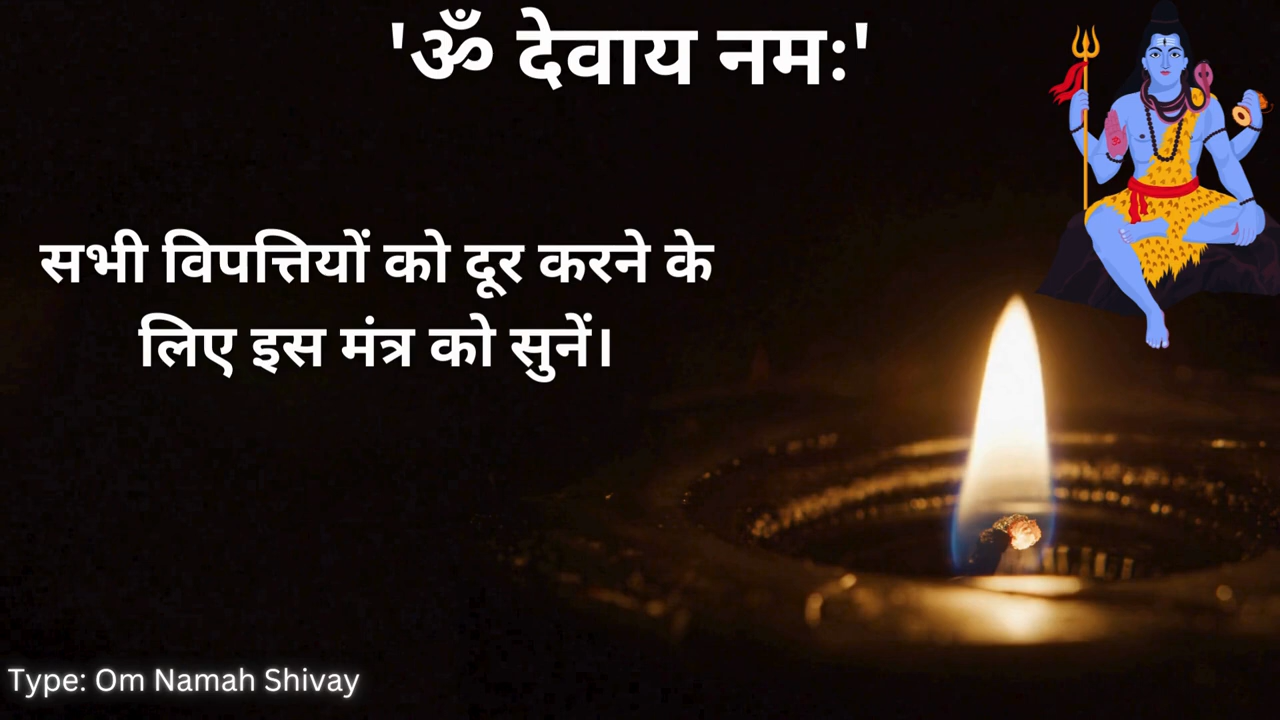 'ॐ देवाय नमः'
सभी विपत्तियों को दूर करने के
लिए इस मंत्र को सुनें।
Type: Om Namah Shivay